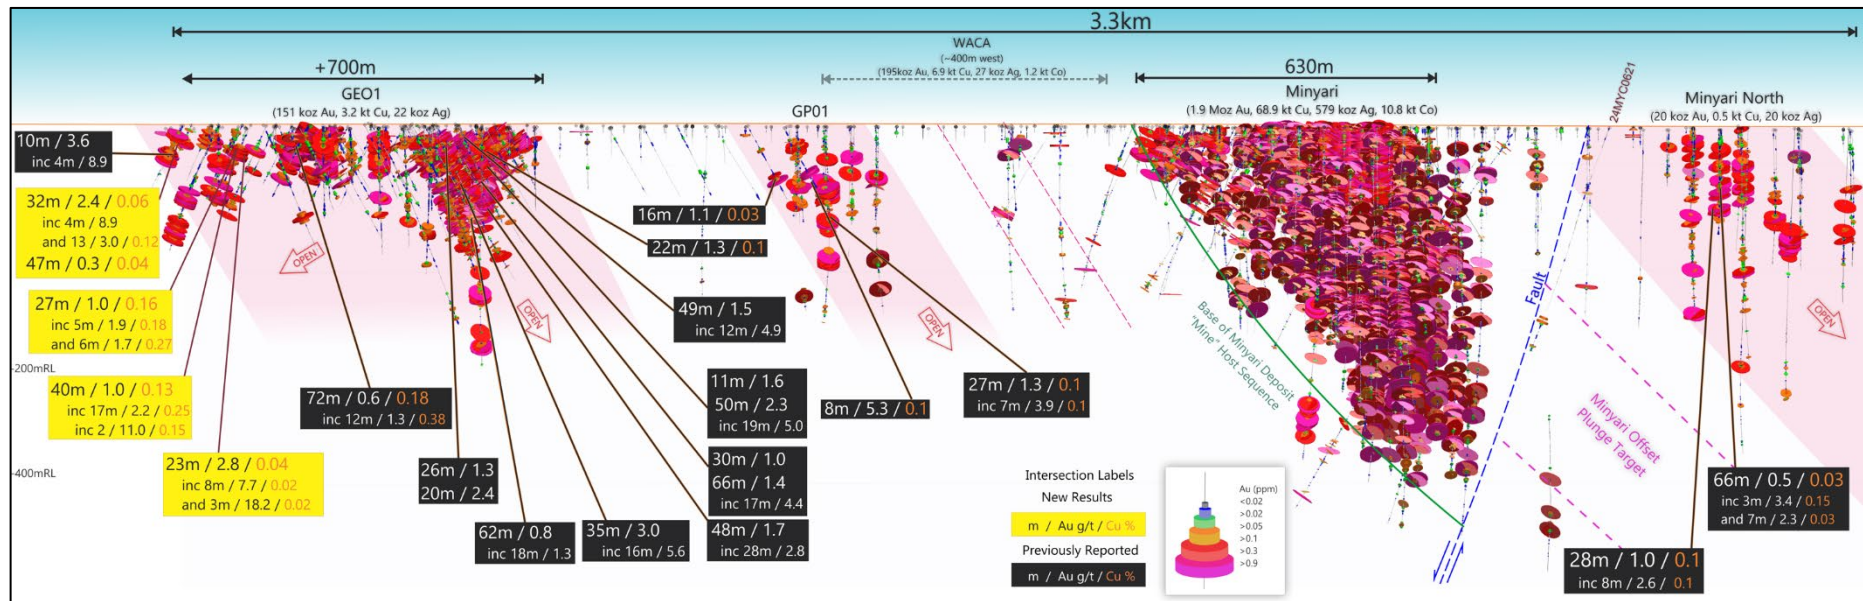 3.3km
WACA
(~400m west)
(195koz Au, 6.9 kt Cu, 27 koz Ag, 1.2 kt Co)
+700m
GEO1
(151 koz Au, 3.2 kt Cu, 22 koz Ag)
GP01
630m
Minyari
(1.9 Moz Au, 68.9 kt Cu, 579 koz Ag, 10.8 kt Co)
24MYC0621
Minyari North
(20 koz Au, 0.5 kt Cu, 20 koz Ag)
10m / 3.6
inc 4m / 8.9
32m / 2.4 / 0.06
inc 4m / 8.9
and 13 / 3.0 / 0.12
47m / 0.3 / 0.04
27m / 1.0 / 0.16
inc 5m / 1.9 / 0.18
and 6m / 1.7 / 0.27
-200mRL
40m / 1.0 / 0.13
inc 17m / 2.2 / 0.25
inc 2 / 11.0 / 0.15
-400mRL
23m / 2.8 / 0.04
inc 8m / 7.7 / 0.02
and 3m / 18.2 / 0.02
OPEN
72m / 0.6 / 0.18
inc 12m / 1.3 / 0.38
26m / 1.3
20m / 2.4
62m / 0.8
inc 18m / 1.3
OPEN
35m / 3.0
inc 16m / 5.6
16m / 1.1 / 0.03
22m / 1.3 / 0.1
49m / 1.5
inc 12m / 4.9
11m / 1.6
50m / 2.3
inc 19m / 5.0
30m / 1.0
66m / 1.4
inc 17m / 4.4
48m / 1.7
inc 28m / 2.8
8m / 5.3 / 0.1
OPEN
27m / 1.3 / 0.1
inc 7m / 3.9 / 0.1
Base of Minyari Deposit
"Mine" Host Sequence
Fault
Minyari Offset
Plunge Target
OPEN
66m / 0.5 / 0.03
inc 3m / 3.4 / 0.15
and 7m / 2.3 / 0.03
28m / 1.0 / 0.1
inc 8m / 2.6 / 0.1
Intersection Labels
New Results
m / Au g/t / Cu %
Previously Reported
m / Au g/t / Cu %
Au (ppm)
<0.02
>0.02
>0.05
>0.1
>0.3
>0.9